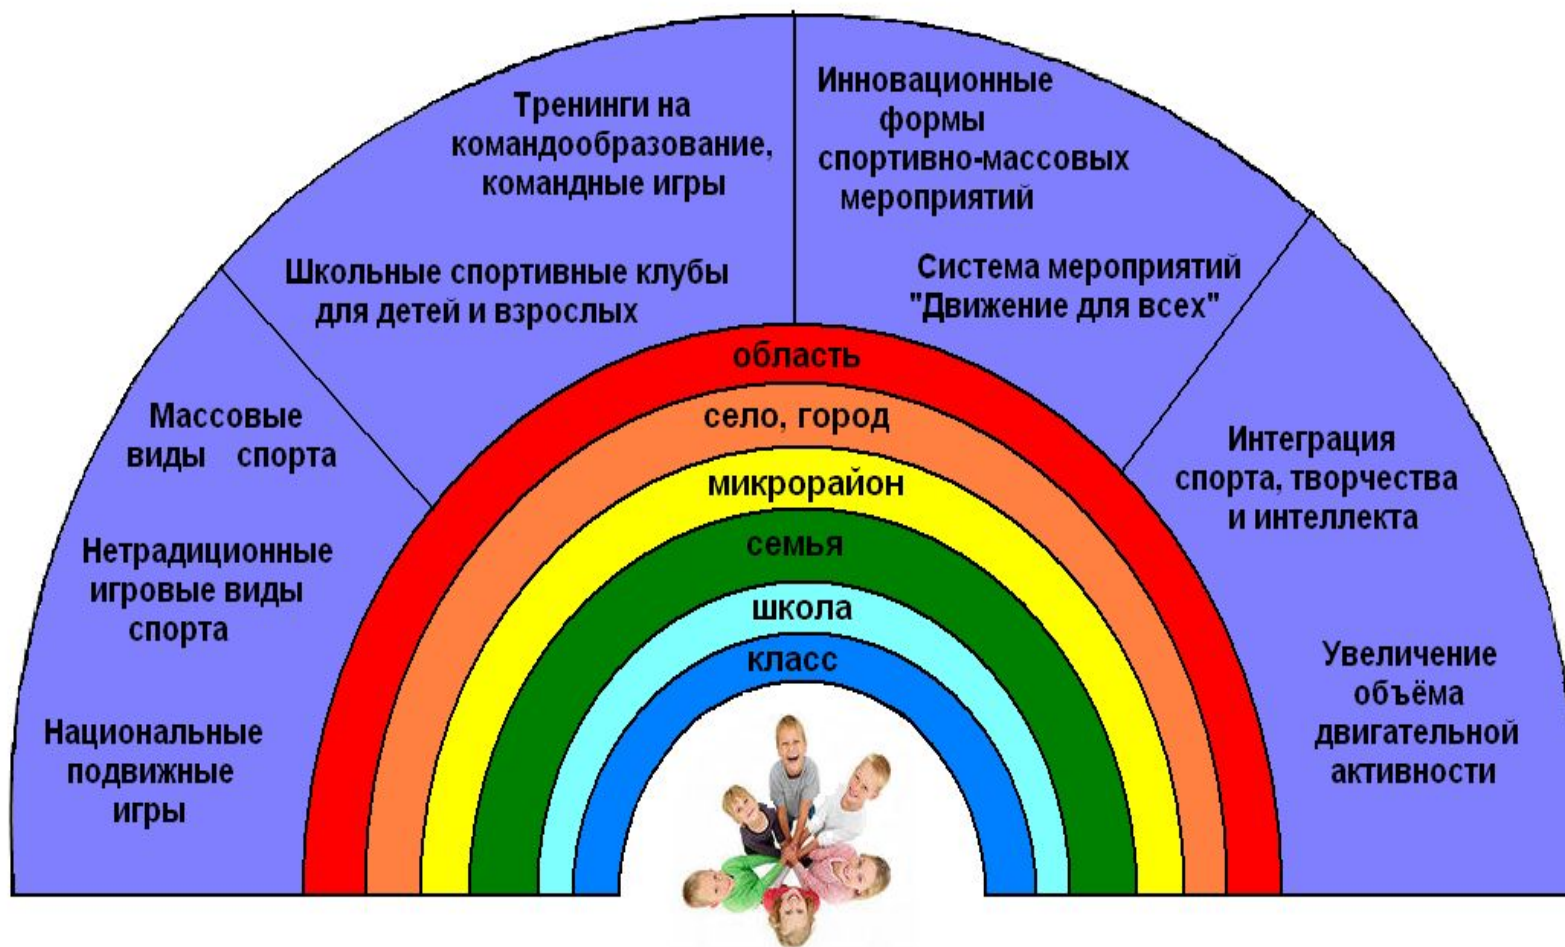 Тренинги на
командообразование,
командные игры
Школьные спортивные клубы
для детей и взрослых
Инновационные
формы
спортивно-массовых
мероприятий
Система мероприятий
"Движение для всех"
Массовые
виды спорта
Нетрадиционные
игровые виды
спорта
Национальные
подвижные
игры
Интеграция
спорта, творчества
и интеллекта
Увеличение
объёма
двигательной
активности
область
село, город
микрорайон
семья
школа
класс